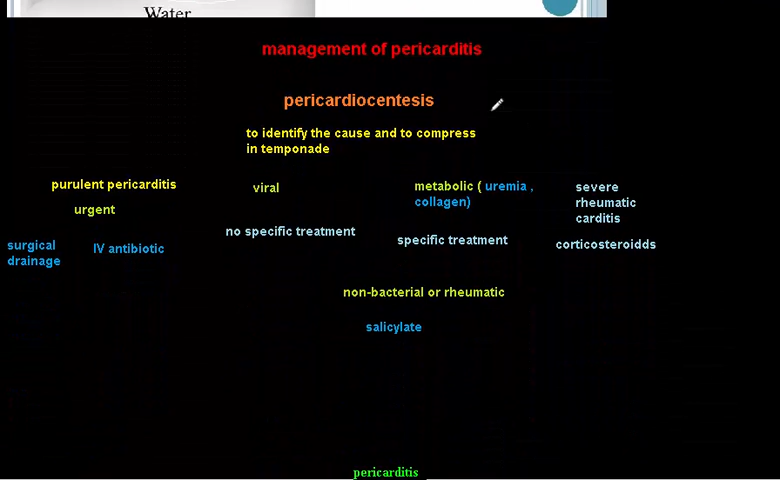 Water
management of pericarditis
pericardiocentesis
to identify the cause and to compress
in temponade
purulent pericarditis
urgent
surgical
drainage
IV antibiotic
viral
no specific treatment
metabolic ( uremia ,
collagen)
specific treatment
severe
rheumatic
carditis
corticosteroidds
non-bacterial or rheumatic
salicylate
pericarditis